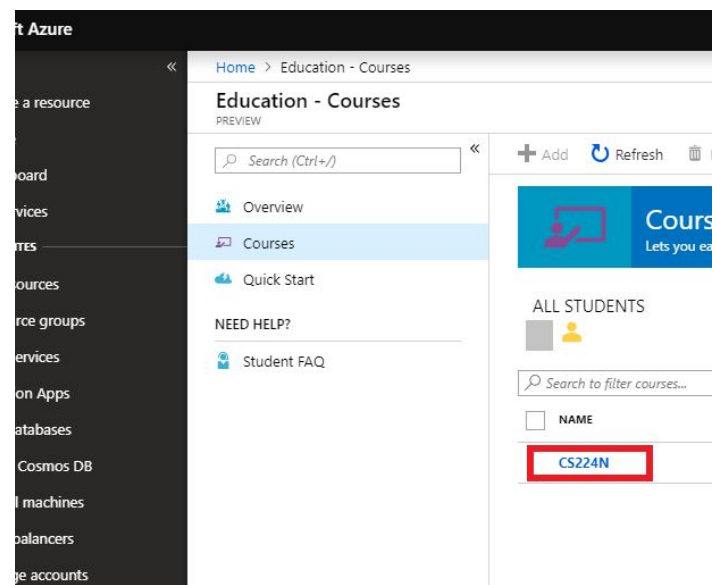 ft Azure
Home > Education - Courses
Education - Courses
PREVIEW
Search (Ctrl+/)
Overview
Courses
Quick Start
NEED HELP?
Student FAQ
e a resource
oard
rvices
ITES
ources
rce groups
ervices
on Apps
atabases
Cosmos DB
l machines
balancers
ge accounts
Add
Refresh
Cours
Lets you ea
ALL STUDENTS
Search to filter courses...
NAME
CS224N